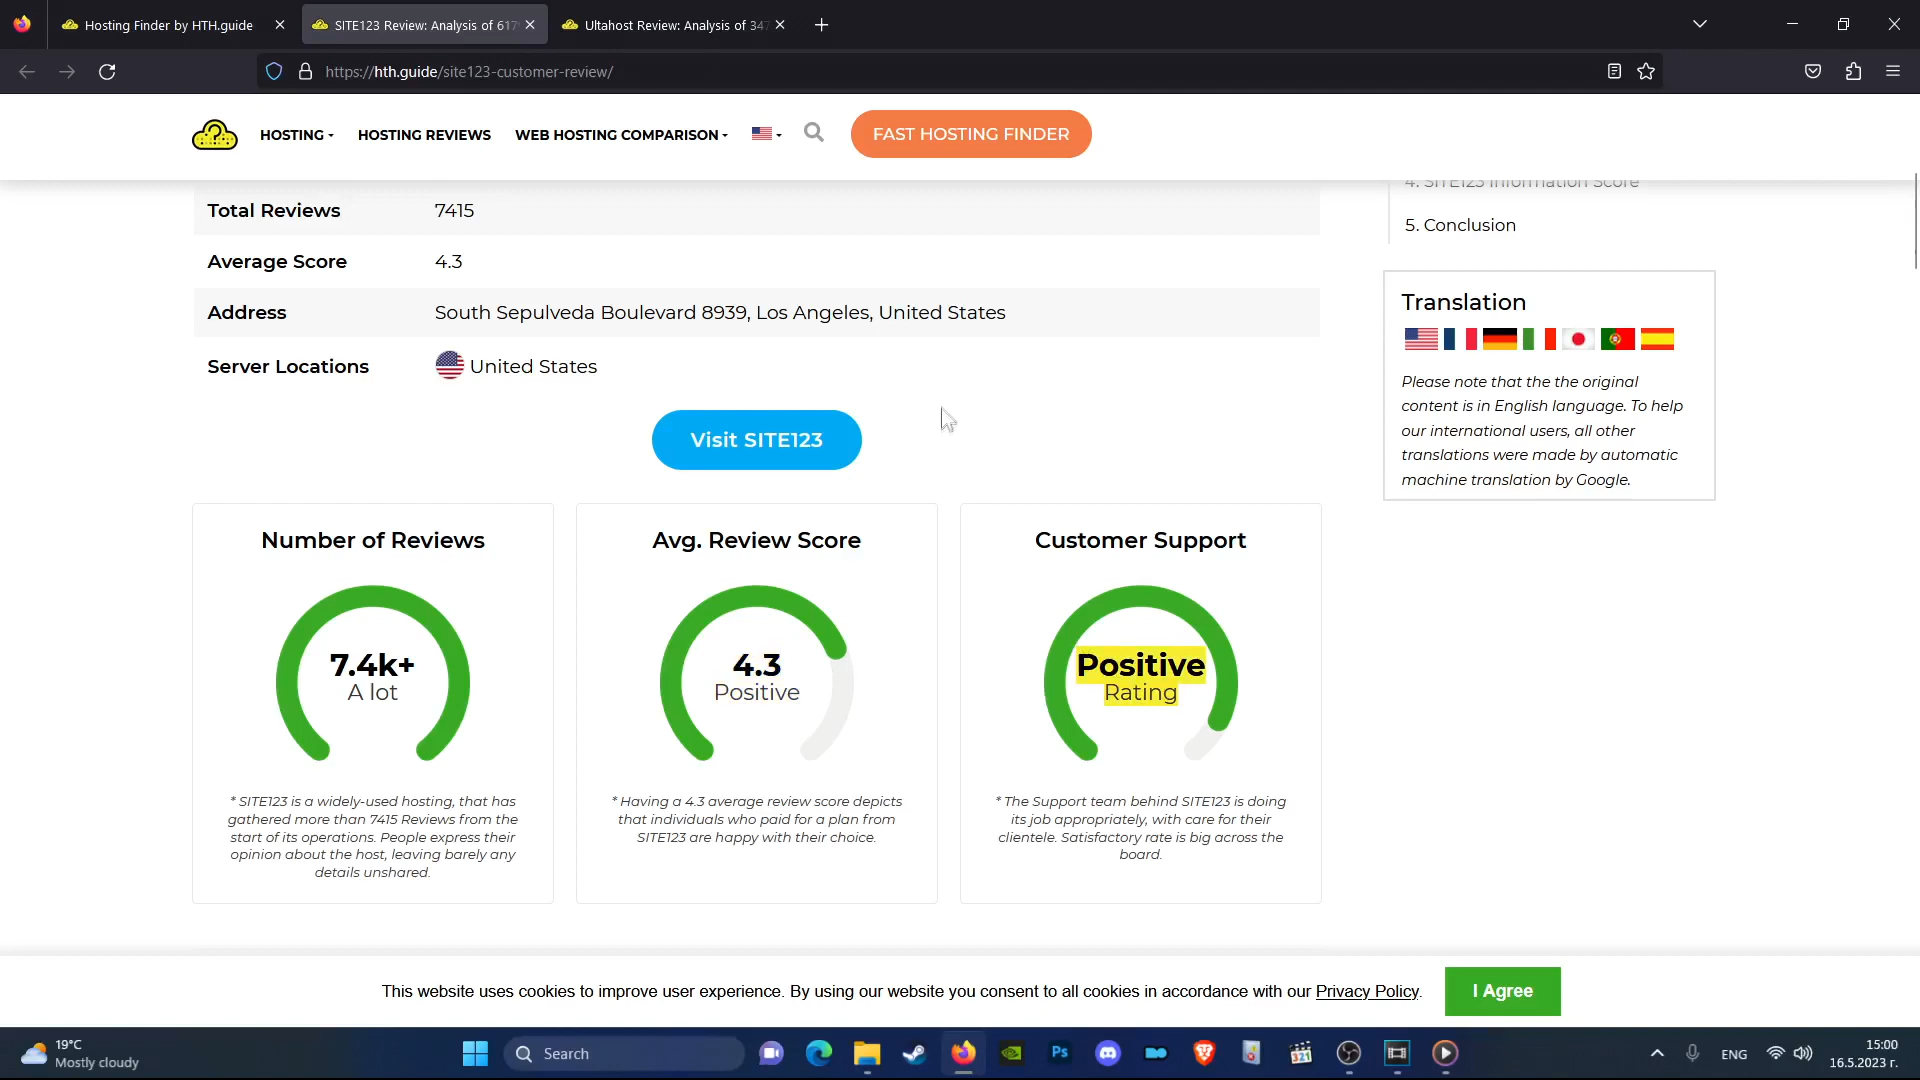 Hosting Finder by HTH.guide
SITE123 Review: Analysis of 617
Ultahost Review: Analysis of 347
https://hth.guide/site123-customer-review/
HOSTING
HOSTING REVIEWS
WEB HOSTING COMPARISON
FAST HOSTING FINDER
4. SITE123 Information Score
5. Conclusion
Total Reviews 7415
Average Score 4.3
Address South Sepulveda Boulevard 8939, Los Angeles, United States
Server Locations United States
Visit SITE123
Translation
Please note that the the original
content is in English language. To help
our international users, all other
translations were made by automatic
machine translation by Google.
Number of Reviews
7.4k+
A lot
* SITE123 is a widely-used hosting, that has
gathered more than 7415 Reviews from the
start of its operations. People express their
opinion about the host, leaving barely any
details unshared.
Avg. Review Score
4.3
Positive
* Having a 4.3 average review score depicts
that individuals who paid for a plan from
SITE123 are happy with their choice.
Customer Support
Positive
Rating
* The Support team behind SITE123 is doing
its job appropriately, with care for their
clientele. Satisfactory rate is big across the
board.
This website uses cookies to improve user experience. By using our website you consent to all cookies in accordance with our Privacy Policy.
I Agree
19°C
Mostly cloudy
Search
Ps
321
ENG
15:00
16.5.2023 г.